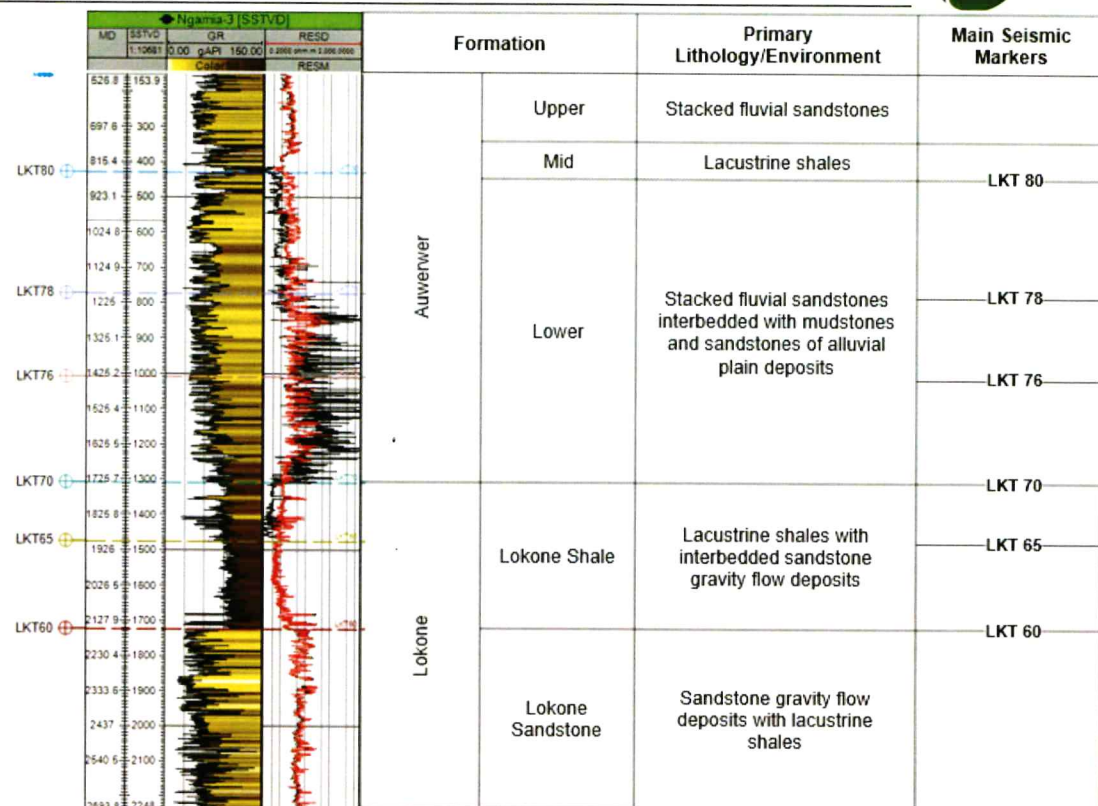 Ngamia-3 [SSTVD]
MD SSTVD GR RESD
1:10681 0.00 gAPI 150.00
RESM
Formation
Primary
Lithology/Environment
Main Seismic
Markers
526.8 153.9
697.6 300
815.4 400
923.1 500
1024.8 600
1124.9 700
1226 800
1325.1 900
1425.2 1000
1525.4 1100
1625.5 1200
1725.7 1300
1825.8 1400
1926 1500
2026.5 1600
2127.9 1700
2230.4 1800
2333.6 1900
2437 2000
2540.5 2100
LKT80
LKT78
LKT76
LKT70
LKT65
LKT60
Auwerwer
Upper
Stacked fluvial sandstones
Mid
Lacustrine shales
LKT 80
Lower
Stacked fluvial sandstones
interbedded with mudstones
and sandstones of alluvial
plain deposits
LKT 78
LKT 76
LKT 70
Lokone
Lokone Shale
Lacustrine shales with
interbedded sandstone
gravity flow deposits
LKT 65
LKT 60
Lokone
Sandstone
Sandstone gravity flow
deposits with lacustrine
shales